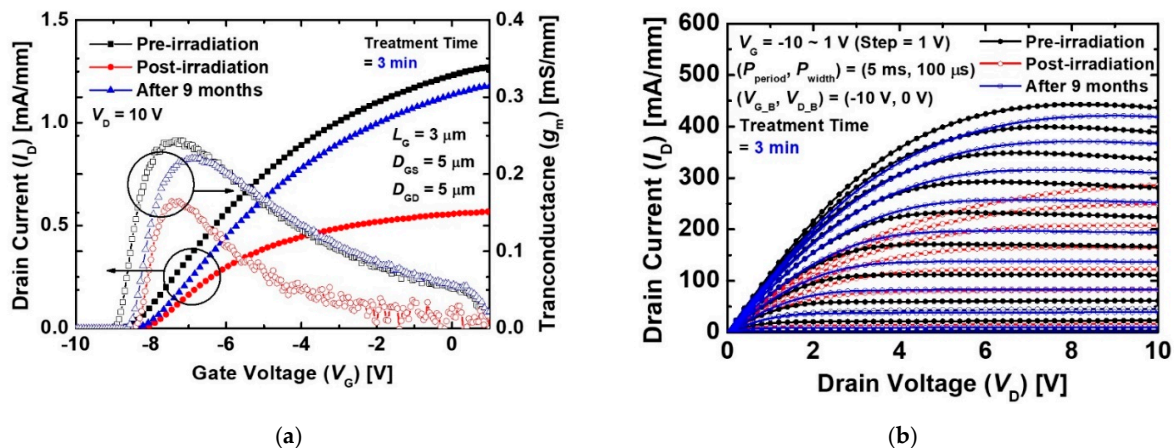 1.5
1.0
0.5
0.0
Drain Current (I_D) [mA/mm]
Pre-irradiation
Post-irradiation
After 9 months
V_D = 10 V
Treatment Time
= 3 min
L_G = 3 μm
D_GS = 5 μm
D_GD = 5 μm
0.4
0.3
0.2
0.1
0.0
Tranconductacne (g_m) [mS/mm]
-10 -8 -6 -4 -2 0
Gate Voltage (V_G) [V]
(a)
600
500
400
300
200
100
0
Drain Current (I_D) [mA/mm]
V_G = -10 ~ 1 V (Step = 1 V)
(P_period, P_width) = (5 ms, 100 μs)
(V_G_B, V_D_B) = (-10 V, 0 V)
Treatment Time
= 3 min
Pre-irradiation
Post-irradiation
After 9 months
0 2 4 6 8 10
Drain Voltage (V_D) [V]
(b)